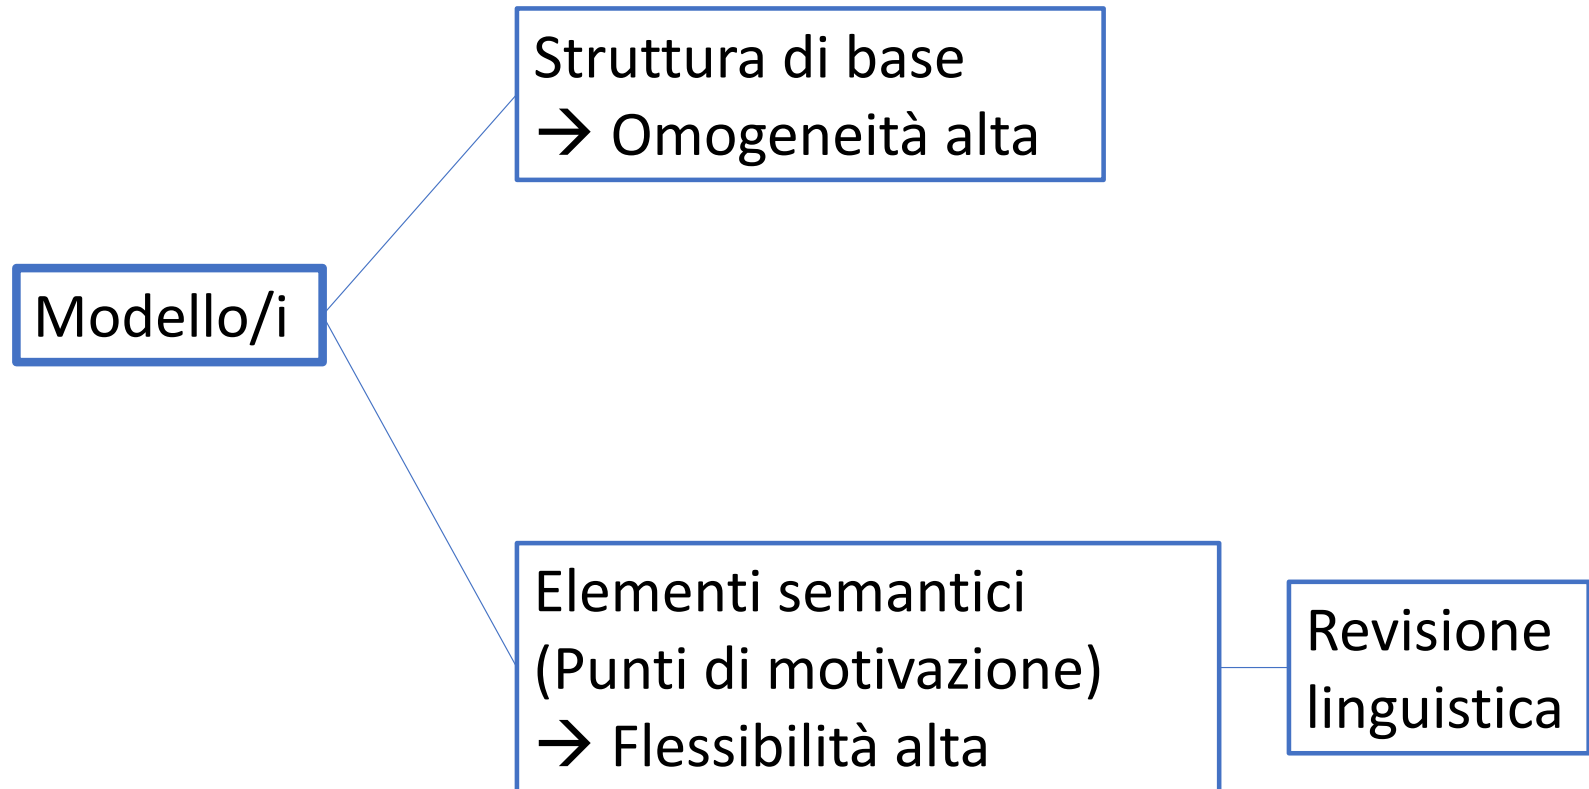 Struttura di base
→ Omogeneità alta
Modello/i
Elementi semantici
(Punti di motivazione)
→ Flessibilità alta
Revisione
linguistica